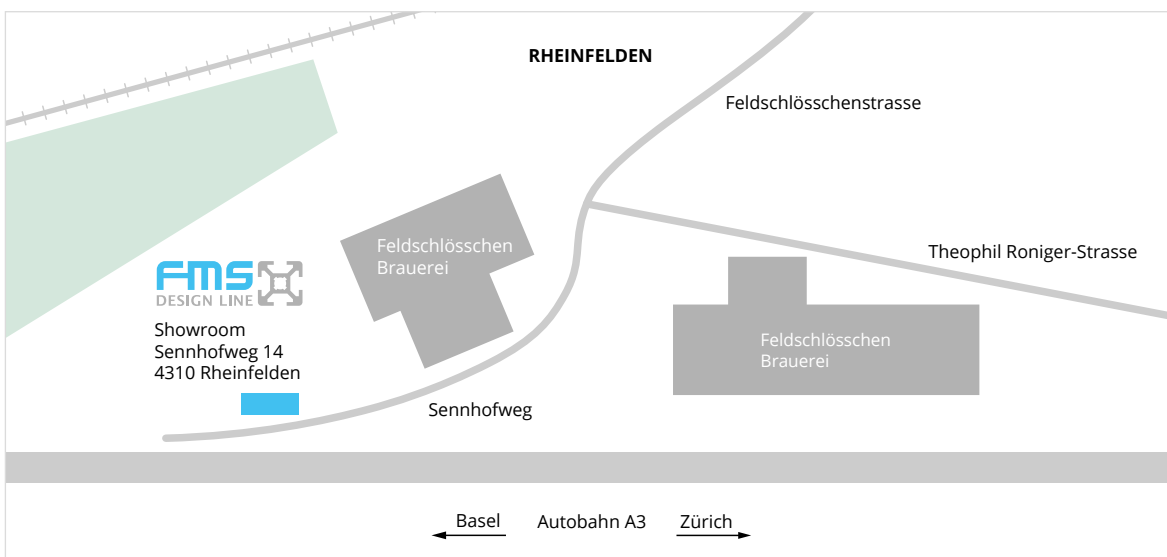 RHEINFELDEN
Feldschlösschenstrasse
Feldschlösschen
Brauerei
Theophil Roniger-Strasse
FMS
DESIGN LINE
Showroom
Sennhofweg 14
4310 Rheinfelden
Feldschlösschen
Brauerei
Sennhofweg
Basel Autobahn A3 Zürich